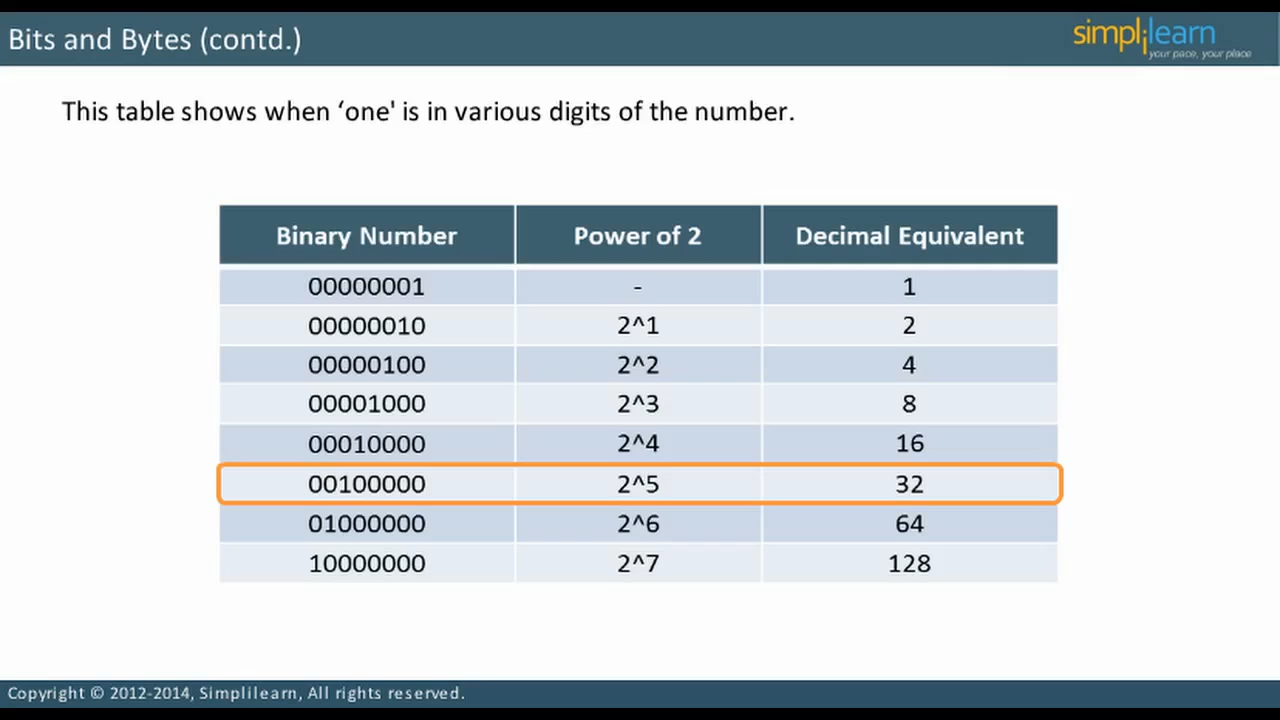 Bits and Bytes (contd.)
simplilearn
your pace, your place
This table shows when ‘one' is in various digits of the number.
Binary Number Power of 2 Decimal Equivalent
00000001 - 1
00000010 2^1 2
00000100 2^2 4
00001000 2^3 8
00010000 2^4 16
00100000 2^5 32
01000000 2^6 64
10000000 2^7 128
Copyright © 2012-2014, Simplilearn, All rights reserved.